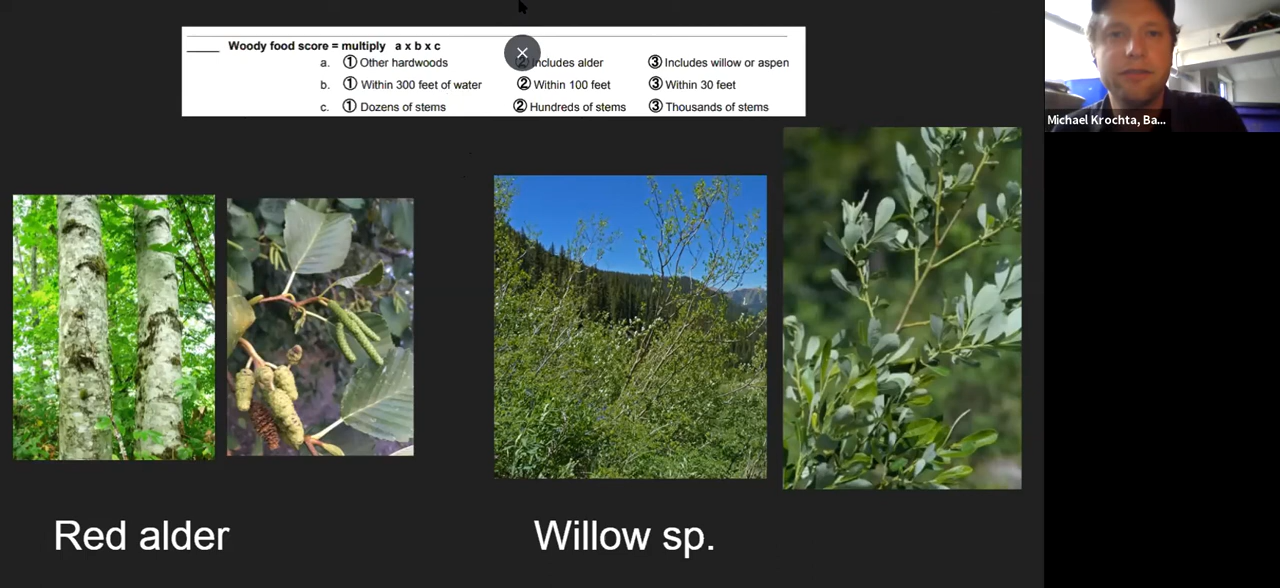 Woody food score = multiply a x b x c
a. ① Other hardwoods ② Includes alder ③ Includes willow or aspen
b. ① Within 300 feet of water ② Within 100 feet ③ Within 30 feet
c. ① Dozens of stems ② Hundreds of stems ③ Thousands of stems
Michael Krochta, Ba...
Red alder
Willow sp.